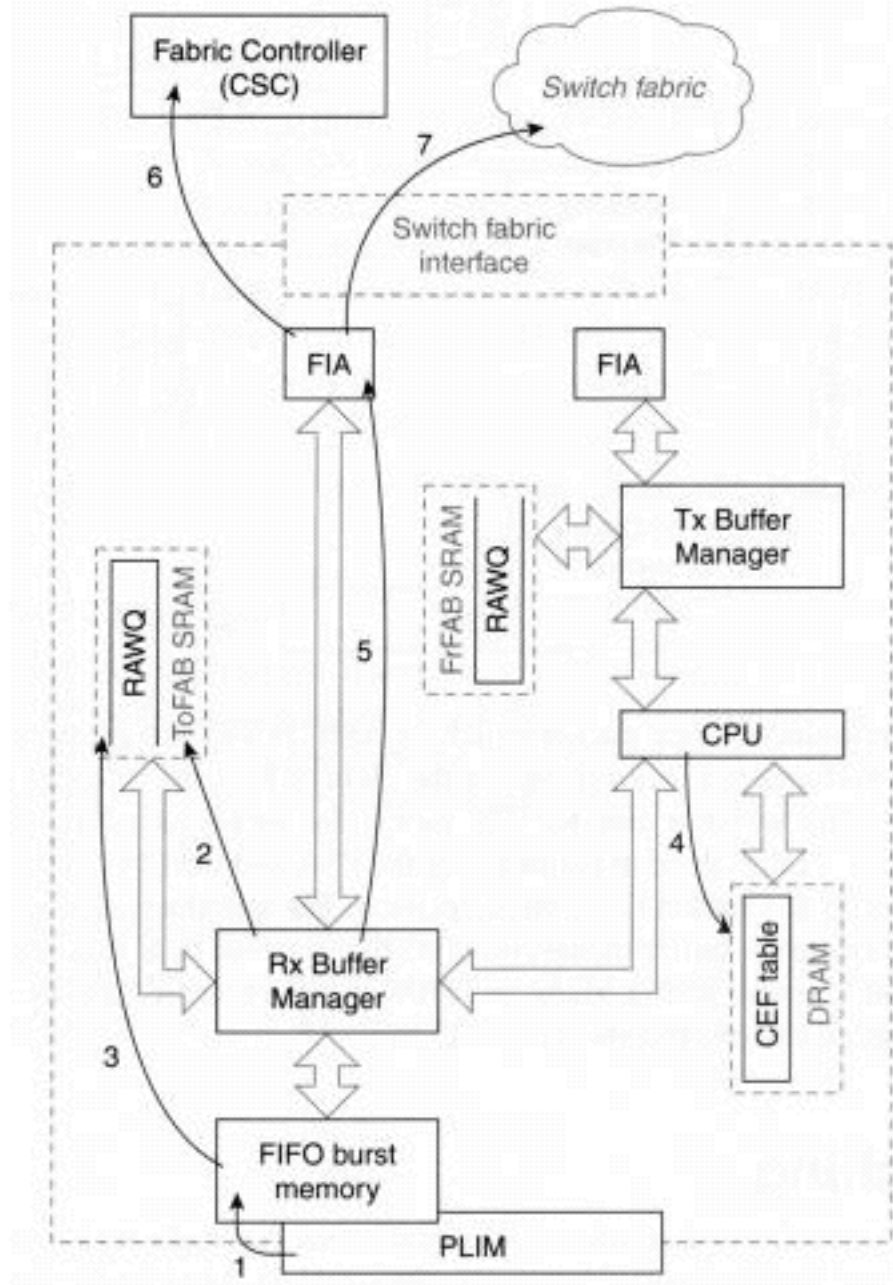 Fabric Controller
(CSC)
Switch fabric
7
6
Switch fabric
interface
FIA
FIA
Tx Buffer
Manager
FrFAB SRAM
RAWQ
RAWQ
ToFAB SRAM
5
CPU
2
4
Rx Buffer
Manager
CEF table
DRAM
3
FIFO burst
memory
PLIM
1